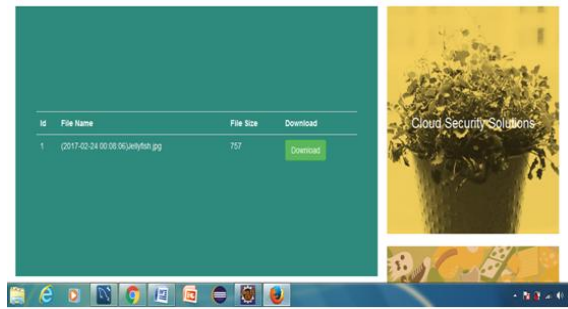 Id File Name File Size Download
1 (2017-02-24 00:08:06)Jellyfish.jpg 757 Download
Cloud Security Solutions